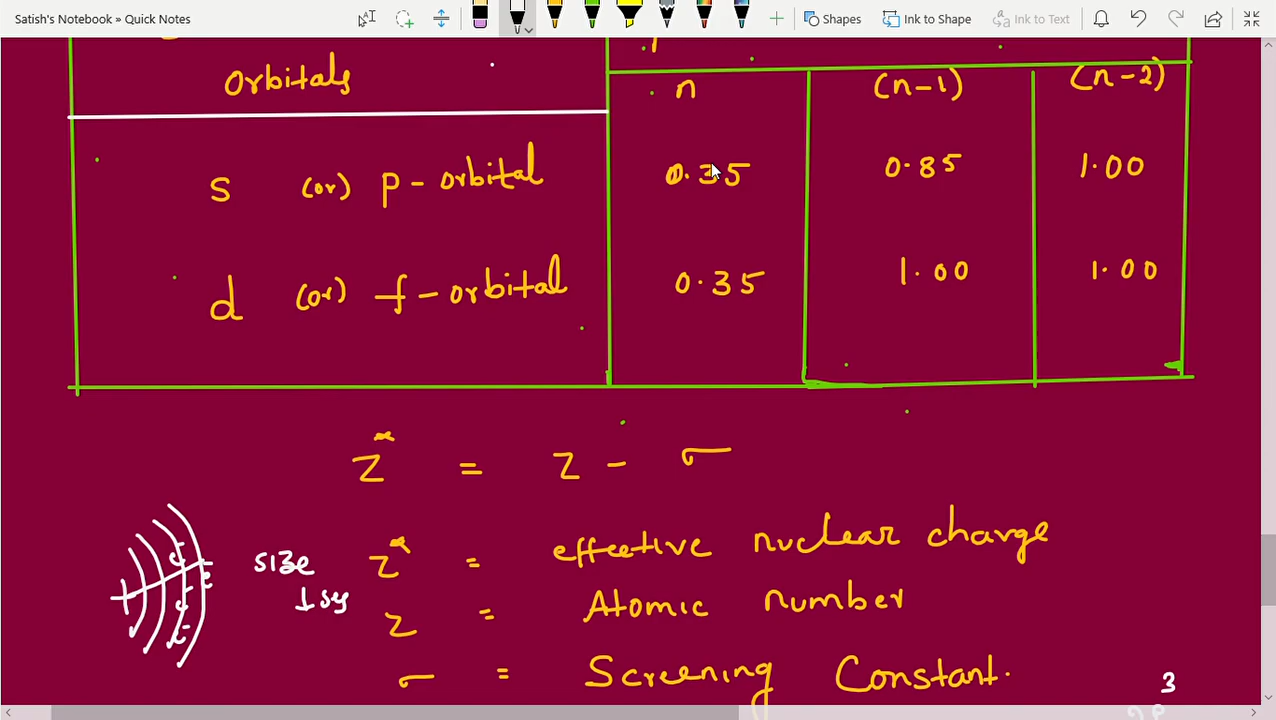 Satish's Notebook » Quick Notes
Shapes
Ink to Shape
Ink to Text
Orbitals n (n-1) (n-2)
s (or) p-orbital 0.35 0.85 1.00
d (or) f-orbital 0.35 1.00 1.00
Z* = Z - σ
Z* = effective nuclear charge
size
Z = Atomic number
σ = Screening Constant.
3